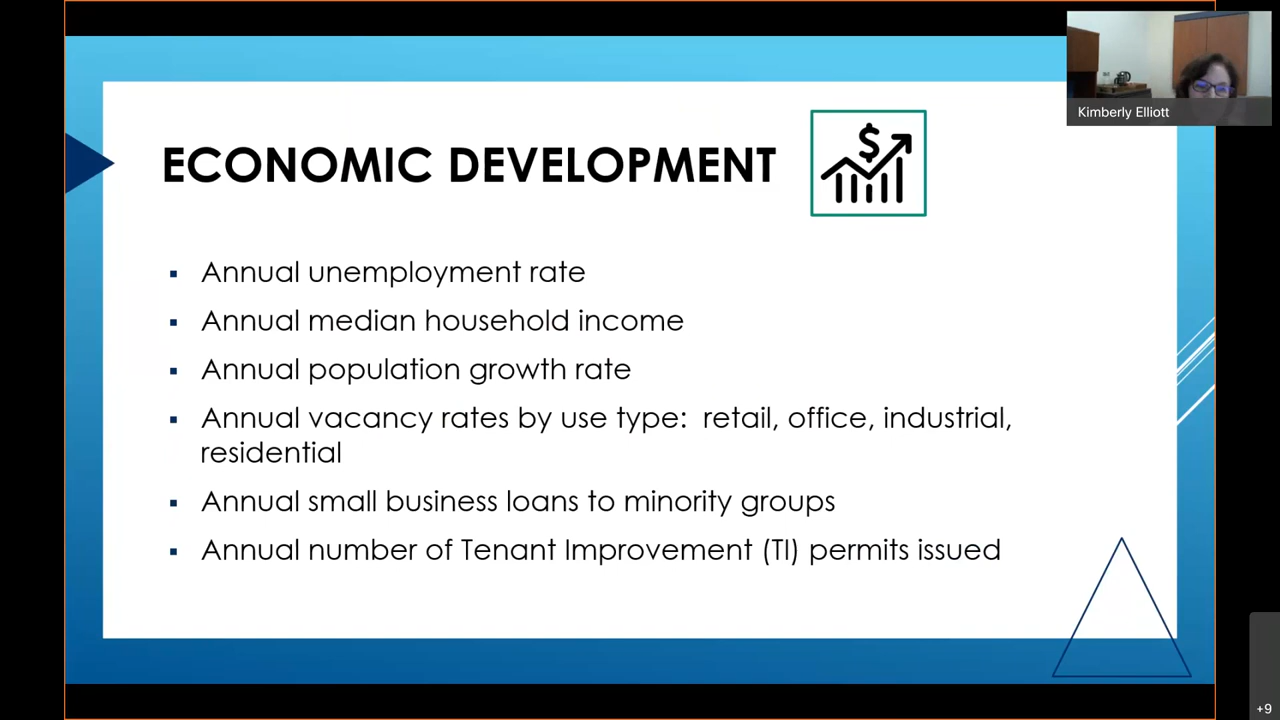 Kimberly Elliott
ECONOMIC DEVELOPMENT
$
▪ Annual unemployment rate
▪ Annual median household income
▪ Annual population growth rate
▪ Annual vacancy rates by use type:  retail, office, industrial,
residential
▪ Annual small business loans to minority groups
▪ Annual number of Tenant Improvement (TI) permits issued
+9